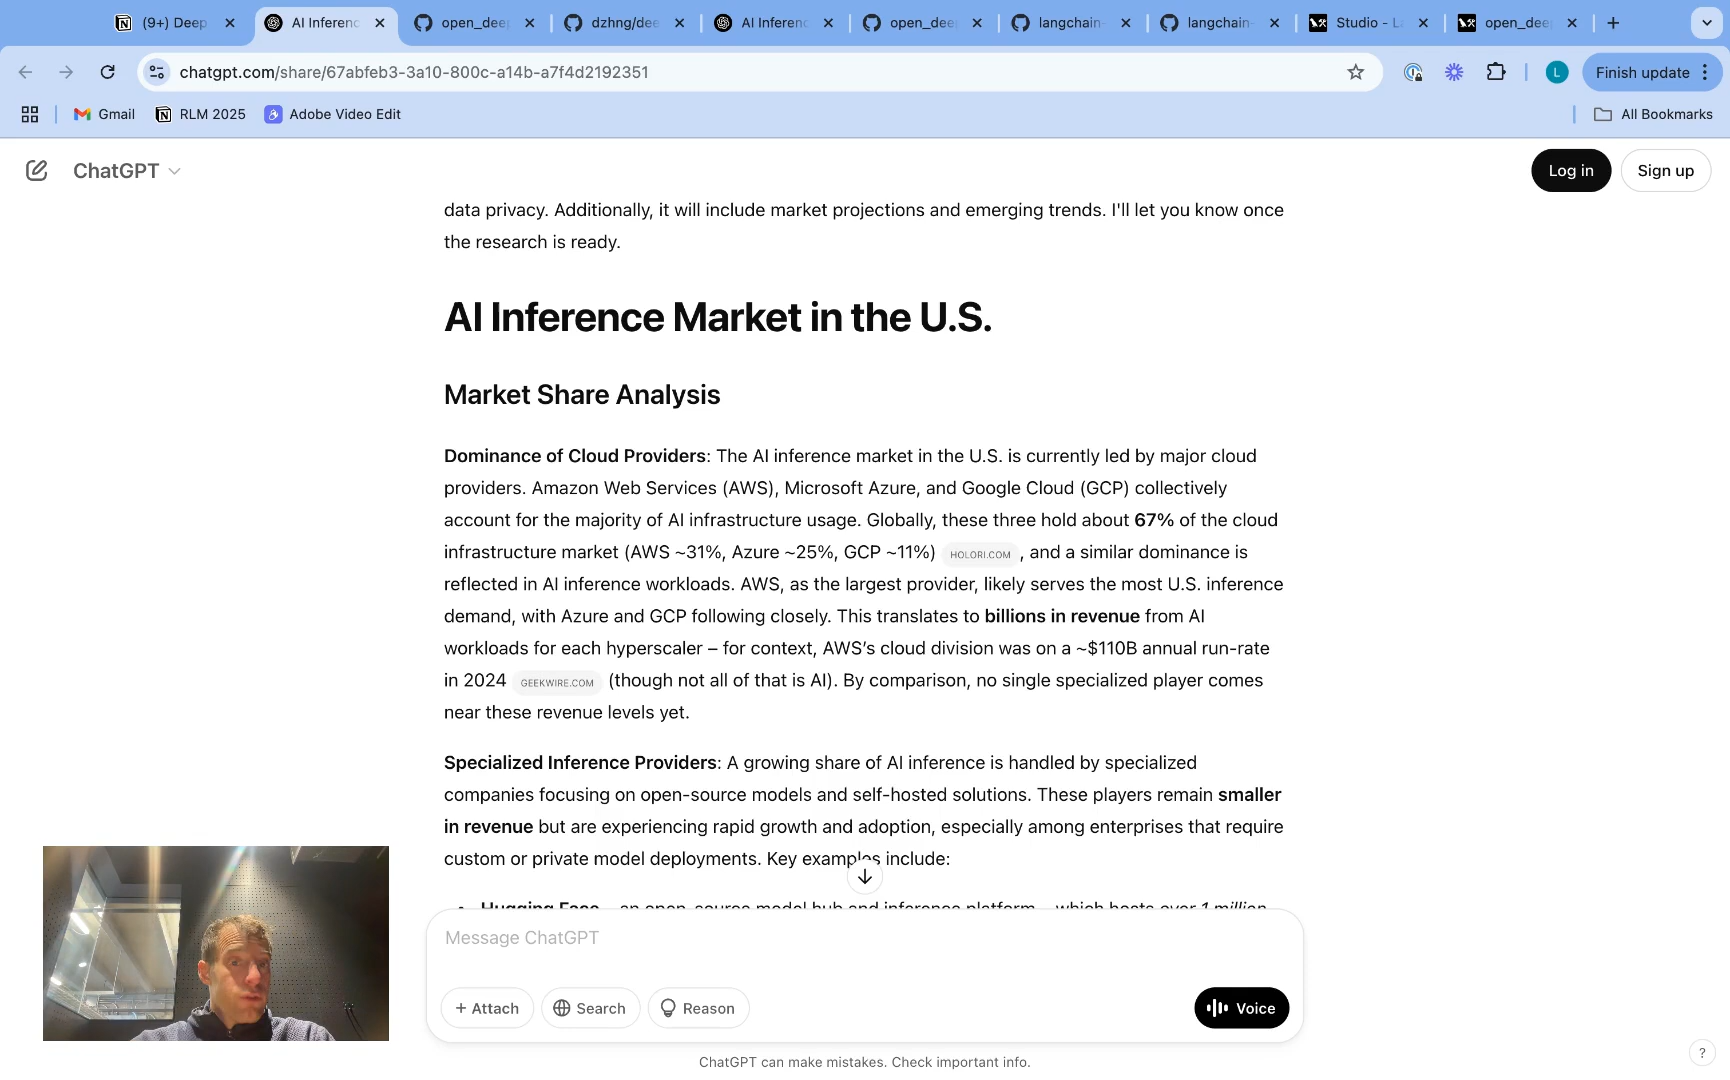 (9+) Deep
AI Inferenc
open_deep
dzhng/dee
AI Inferenc
open_deep
langchain-
langchain-
Studio - La
open_deep
chatgpt.com/share/67abfeb3-3a10-800c-a14b-a7f4d2192351
L
Finish update
Gmail
RLM 2025
Adobe Video Edit
All Bookmarks
ChatGPT
Log in
Sign up
data privacy. Additionally, it will include market projections and emerging trends. I'll let you know once
the research is ready.
AI Inference Market in the U.S.
Market Share Analysis
Dominance of Cloud Providers: The AI inference market in the U.S. is currently led by major cloud
providers. Amazon Web Services (AWS), Microsoft Azure, and Google Cloud (GCP) collectively
account for the majority of AI infrastructure usage. Globally, these three hold about 67% of the cloud
infrastructure market (AWS ~31%, Azure ~25%, GCP ~11%) HOLORI.COM , and a similar dominance is
reflected in AI inference workloads. AWS, as the largest provider, likely serves the most U.S. inference
demand, with Azure and GCP following closely. This translates to billions in revenue from AI
workloads for each hyperscaler – for context, AWS’s cloud division was on a ~$110B annual run-rate
in 2024 GEEKWIRE.COM (though not all of that is AI). By comparison, no single specialized player comes
near these revenue levels yet.
Specialized Inference Providers: A growing share of AI inference is handled by specialized
companies focusing on open-source models and self-hosted solutions. These players remain smaller
in revenue but are experiencing rapid growth and adoption, especially among enterprises that require
custom or private model deployments. Key examples include:
Hugging Face – an open-source model hub and inference platform – which hosts over 1 million
Message ChatGPT
Attach
Search
Reason
Voice
ChatGPT can make mistakes. Check important info.
?